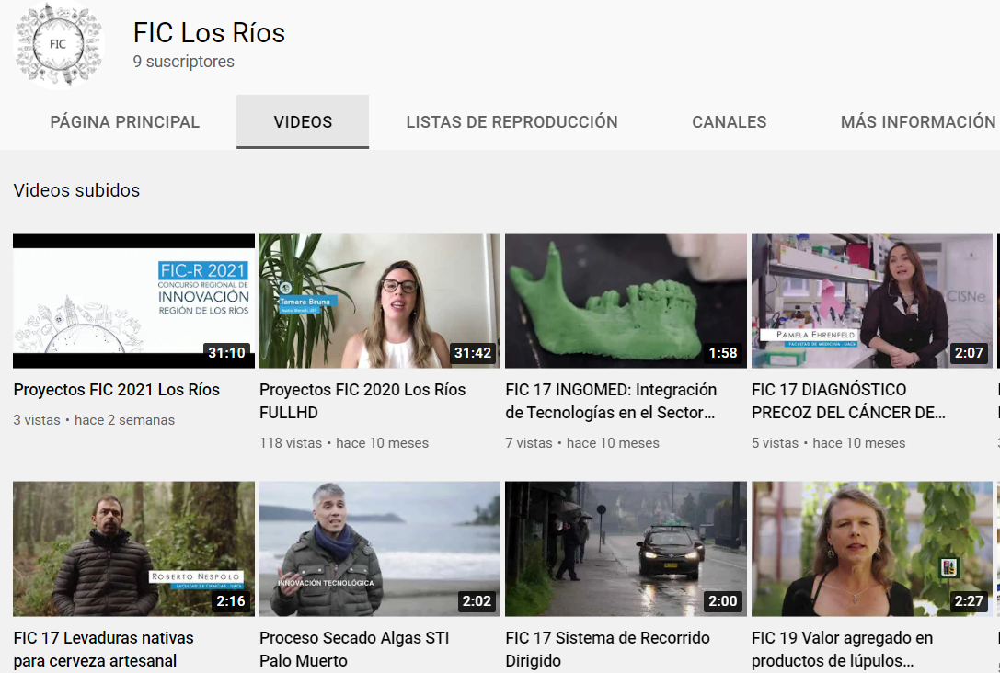 FIC
FIC Los Ríos
9 suscriptores
PÁGINA PRINCIPAL
VIDEOS
LISTAS DE REPRODUCCIÓN
CANALES
MÁS INFORMACIÓN
Videos subidos
FIC-R 2021
CONCURSO REGIONAL DE
INNOVACIÓN
REGIÓN DE LOS RÍOS
31:10
Tamara Bruna
31:42
1:58
CISNe
PAMELA EHRENFELD
FACULTAD DE MEDICINA - UACh
2:07
Proyectos FIC 2021 Los Ríos
3 vistas • hace 2 semanas
Proyectos FIC 2020 Los Ríos
FULLHD
118 vistas • hace 10 meses
FIC 17 INGOMED: Integración
de Tecnologías en el Sector...
7 vistas • hace 10 meses
FIC 17 DIAGNÓSTICO
PRECOZ DEL CÁNCER DE...
5 vistas • hace 10 meses
ROBERTO NESPOLO
FACULTAD DE CIENCIAS - UACh
2:16
INNOVACIÓN TECNOLÓGICA
2:02
2:00
2:27
FIC 17 Levaduras nativas
para cerveza artesanal
Proceso Secado Algas STI
Palo Muerto
FIC 17 Sistema de Recorrido
Dirigido
FIC 19 Valor agregado en
productos de lúpulos...